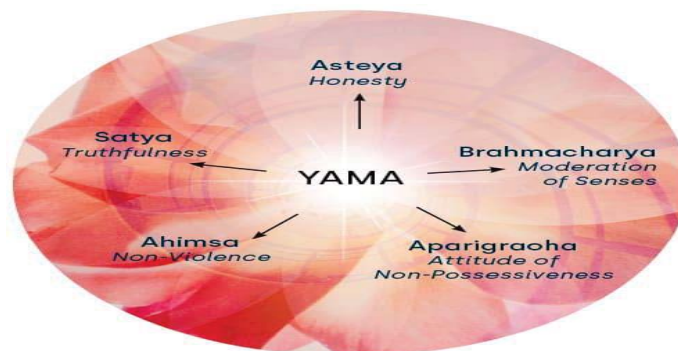 Asteya
Honesty
Satya
Truthfulness
Brahmacharya
Moderation
of Senses
YAMA
Ahimsa
Non-Violence
Aparigraoha
Attitude of
Non-Possessiveness